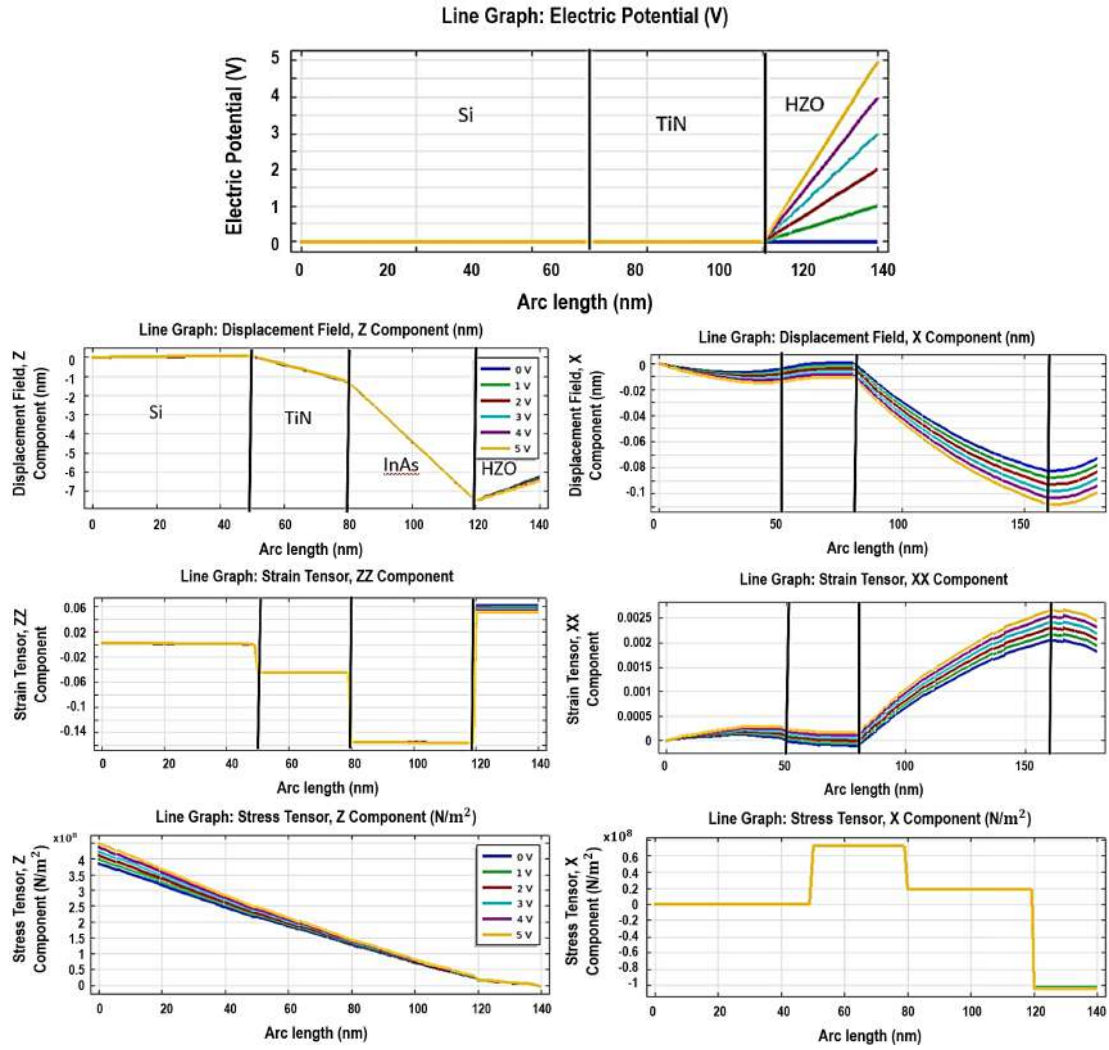 Line Graph: Electric Potential (V)
Electric Potential (V)
5
4
3
2
1
0
Si
TiN
HZO
0 20 40 60 80 100 120 140
Arc length (nm)
Line Graph: Displacement Field, Z Component (nm)
Displacement Field, Z
Component (nm)
0
-1
-2
-3
-4
-5
-6
-7
Si
TiN
InAs
HZO
0 V
1 V
2 V
3 V
4 V
5 V
0 20 40 60 80 100 120 140
Arc length (nm)
Line Graph: Displacement Field, X Component (nm)
Displacement Field, X
Component (nm)
0
-0.02
-0.04
-0.06
-0.08
-0.1
0 50 100 150
Arc length (nm)
Line Graph: Strain Tensor, ZZ Component
Strain Tensor, ZZ
Component
0.06
0.02
-0.02
-0.06
-0.1
-0.14
0 20 40 60 80 100 120 140
Arc length (nm)
Line Graph: Strain Tensor, XX Component
Strain Tensor, XX
Component
0.0025
0.002
0.0015
0.001
0.0005
0
0 50 100 150
Arc length (nm)
Line Graph: Stress Tensor, Z Component (N/m²)
Stress Tensor, Z
Component (N/m²)
x10⁸
4
3.5
3
2.5
2
1.5
1
0.5
0
0 V
1 V
2 V
3 V
4 V
5 V
0 20 40 60 80 100 120 140
Arc length (nm)
Line Graph: Stress Tensor, X Component (N/m²)
Stress Tensor, X
Component (N/m²)
x10⁸
0.6
0.4
0.2
0
-0.2
-0.4
-0.6
-0.8
-1
0 20 40 60 80 100 120 140
Arc length (nm)